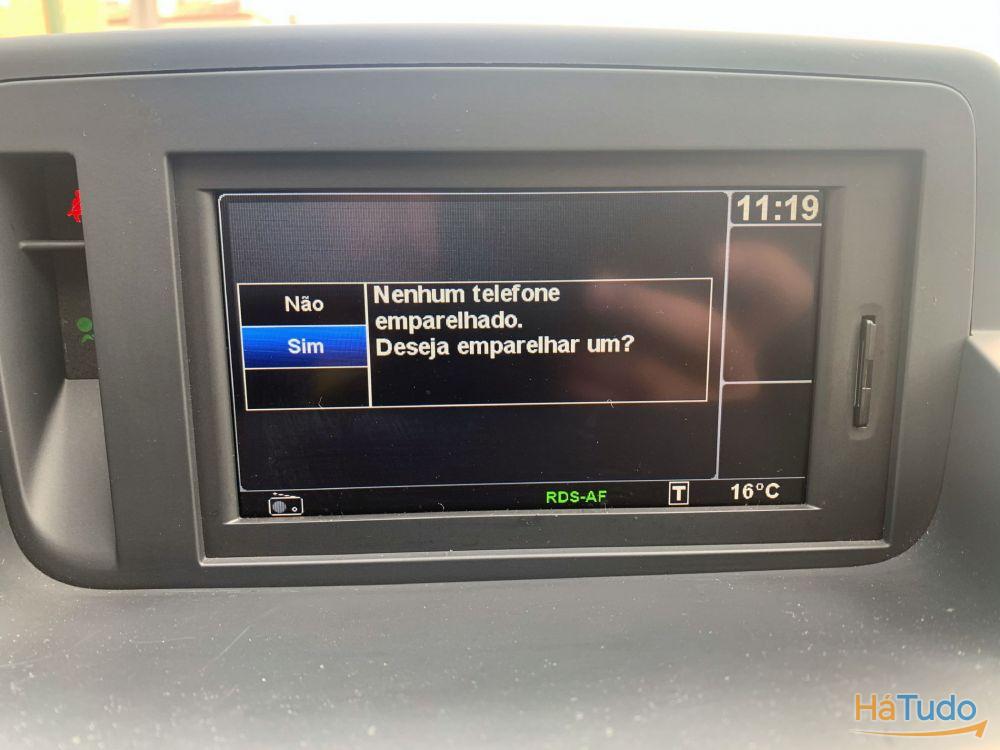 11:19
Não
Sim
Nenhum telefone
emparelhado.
Deseja emparelhar um?
RDS-AF
T
16°C
HáTudo